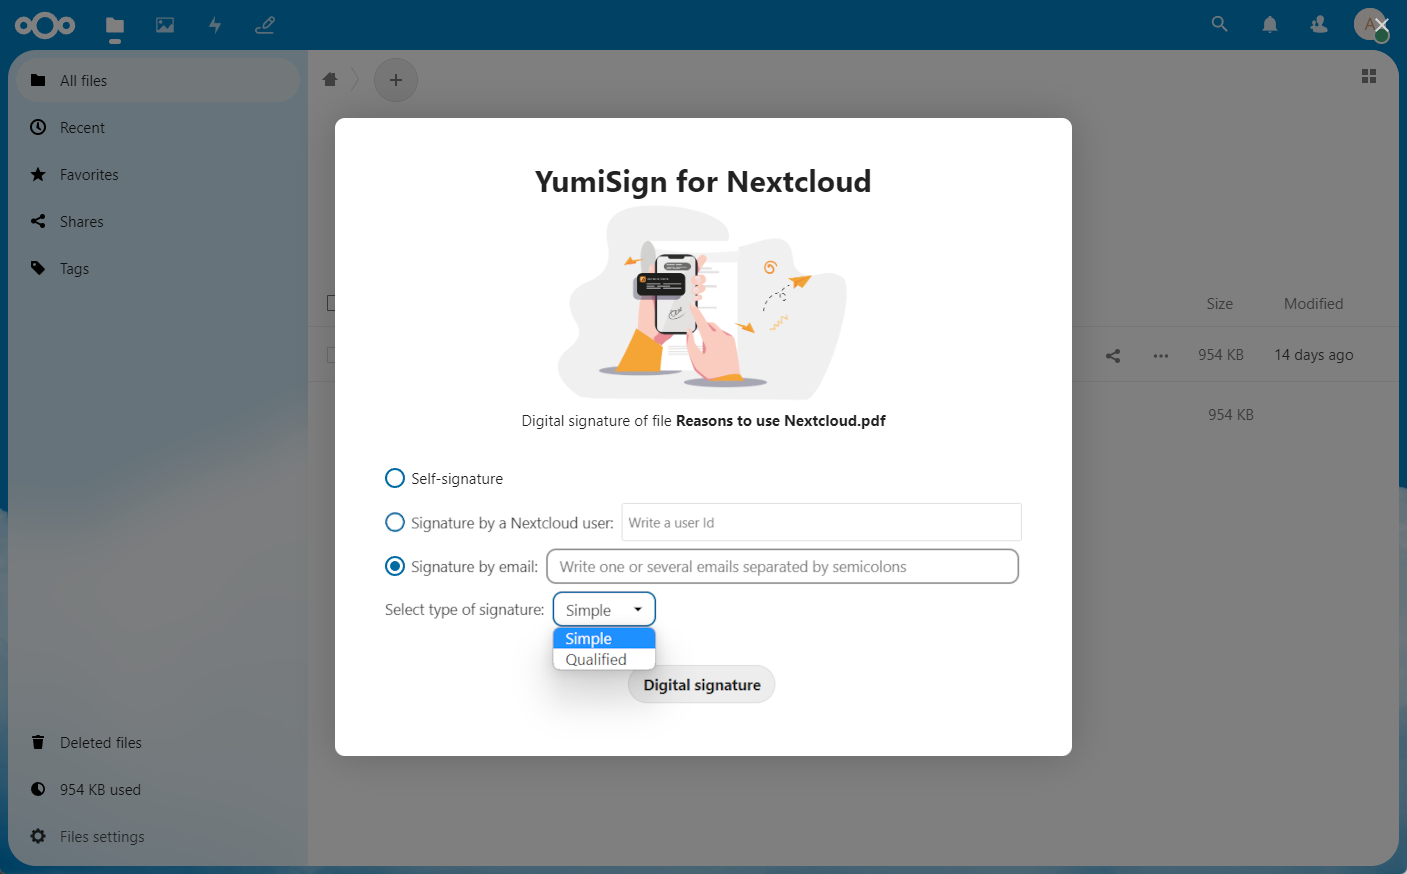 A
All files
Recent
Favorites
Shares
Tags
Size Modified
954 KB 14 days ago
954 KB
YumiSign for Nextcloud
Digital signature of file Reasons to use Nextcloud.pdf
Self-signature
Signature by a Nextcloud user: Write a user Id
Signature by email: Write one or several emails separated by semicolons
Select type of signature: Simple
Simple
Qualified
Digital signature
Deleted files
954 KB used
Files settings